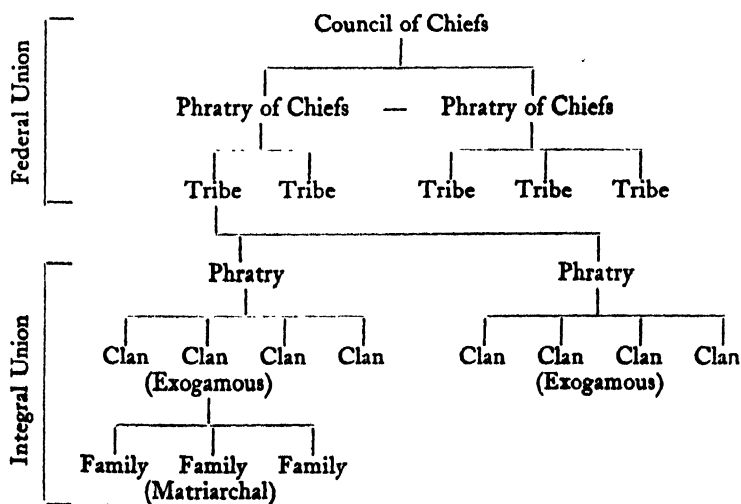 Federal Union
Council of Chiefs
Phratry of Chiefs — Phratry of Chiefs
Tribe Tribe Tribe Tribe Tribe
Integral Union
Phratry Phratry
Clan Clan Clan Clan Clan Clan Clan Clan
(Exogamous) (Exogamous)
Family Family Family
(Matriarchal)